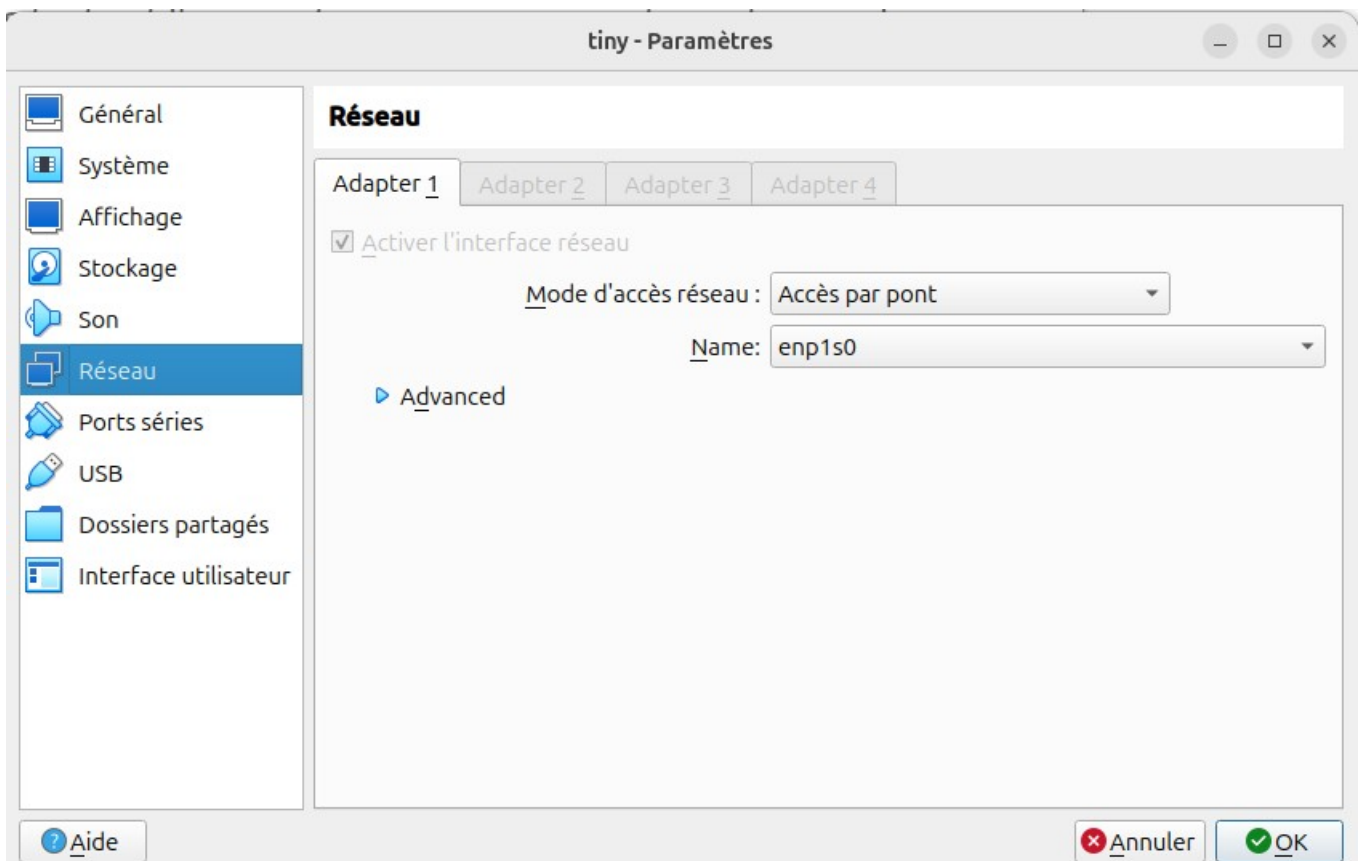 tiny - Paramètres
Général
Système
Affichage
Stockage
Son
Réseau
Ports séries
USB
Dossiers partagés
Interface utilisateur
Réseau
Adapter 1 Adapter 2 Adapter 3 Adapter 4
Activer l'interface réseau
Mode d'accès réseau : Accès par pont
Name: enp1s0
Advanced
Aide Annuler OK